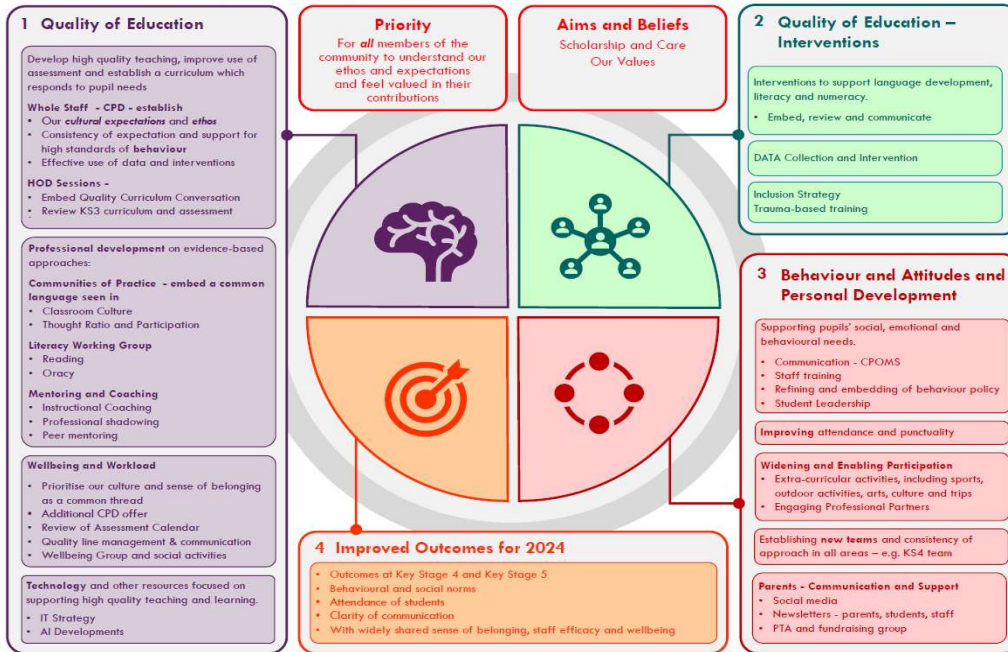 1 Quality of Education
Develop high quality teaching, improve use of
assessment and establish a curriculum which
responds to pupil needs
Whole Staff - CPD - establish
• Our cultural expectations and ethos
• Consistency of expectation and support for
high standards of behaviour
• Effective use of data and interventions
HOD Sessions -
• Embed Quality Curriculum Conversation
• Review KS3 curriculum and assessment
Professional development on evidence-based
approaches:
Communities of Practice - embed a common
language seen in
• Classroom Culture
• Thought Ratio and Participation
Literacy Working Group
• Reading
• Oracy
Mentoring and Coaching
• Instructional Coaching
• Professional shadowing
• Peer mentoring
Wellbeing and Workload
• Prioritise our culture and sense of belonging
as a common thread
• Additional CPD offer
• Review of Assessment Calendar
• Quality line management & communication
• Wellbeing Group and social activities
Technology and other resources focused on
supporting high quality teaching and learning.
• IT Strategy
• AI Developments
Priority
For all members of the
community to understand our
ethos and expectations
and feel valued in their
contributions
Aims and Beliefs
Scholarship and Care
Our Values
2 Quality of Education –
Interventions
Interventions to support language development,
literacy and numeracy.
• Embed, review and communicate
DATA Collection and Intervention
Inclusion Strategy
Trauma-based training
3 Behaviour and Attitudes and
Personal Development
Supporting pupils' social, emotional and
behavioural needs.
• Communication - CPOMS
• Staff training
• Refining and embedding of behaviour policy
• Student Leadership
Improving attendance and punctuality
Widening and Enabling Participation
• Extra-curricular activities, including sports,
outdoor activities, arts, culture and trips
• Engaging Professional Partners
Establishing new teams and consistency of
approach in all areas – e.g. KS4 team
Parents - Communication and Support
• Social media
• Newsletters - parents, students, staff
• PTA and fundraising group
4 Improved Outcomes for 2024
• Outcomes at Key Stage 4 and Key Stage 5
• Behavioural and social norms
• Attendance of students
• Clarity of communication
• With widely shared sense of belonging, staff efficacy and wellbeing